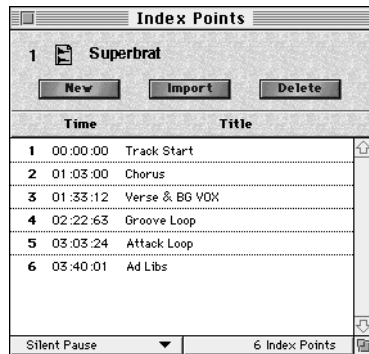 Index Points
1 Superbrat
New Import Delete
Time Title
1 00:00:00 Track Start
2 01:03:00 Chorus
3 01:33:12 Verse & BG VOX
4 02:22:63 Groove Loop
5 03:03:24 Attack Loop
6 03:40:01 Ad Libs
Silent Pause 6 Index Points